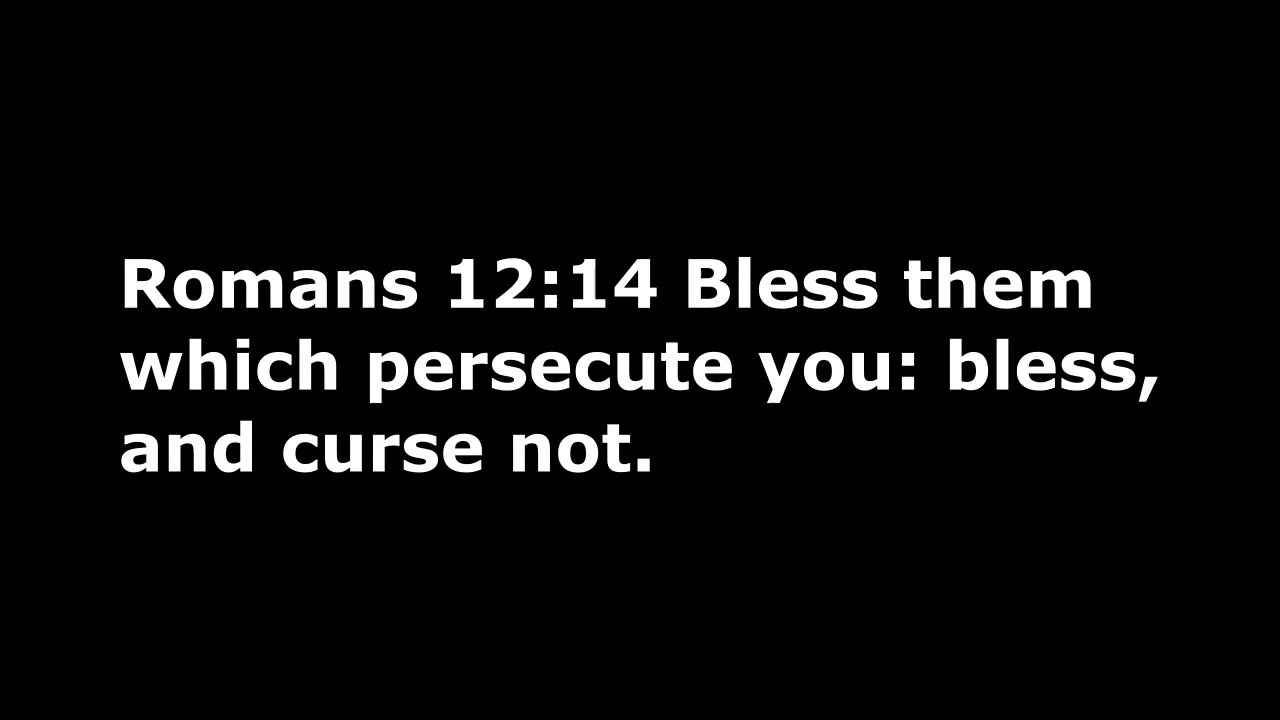 Romans 12:14 Bless them
which persecute you: bless,
and curse not.